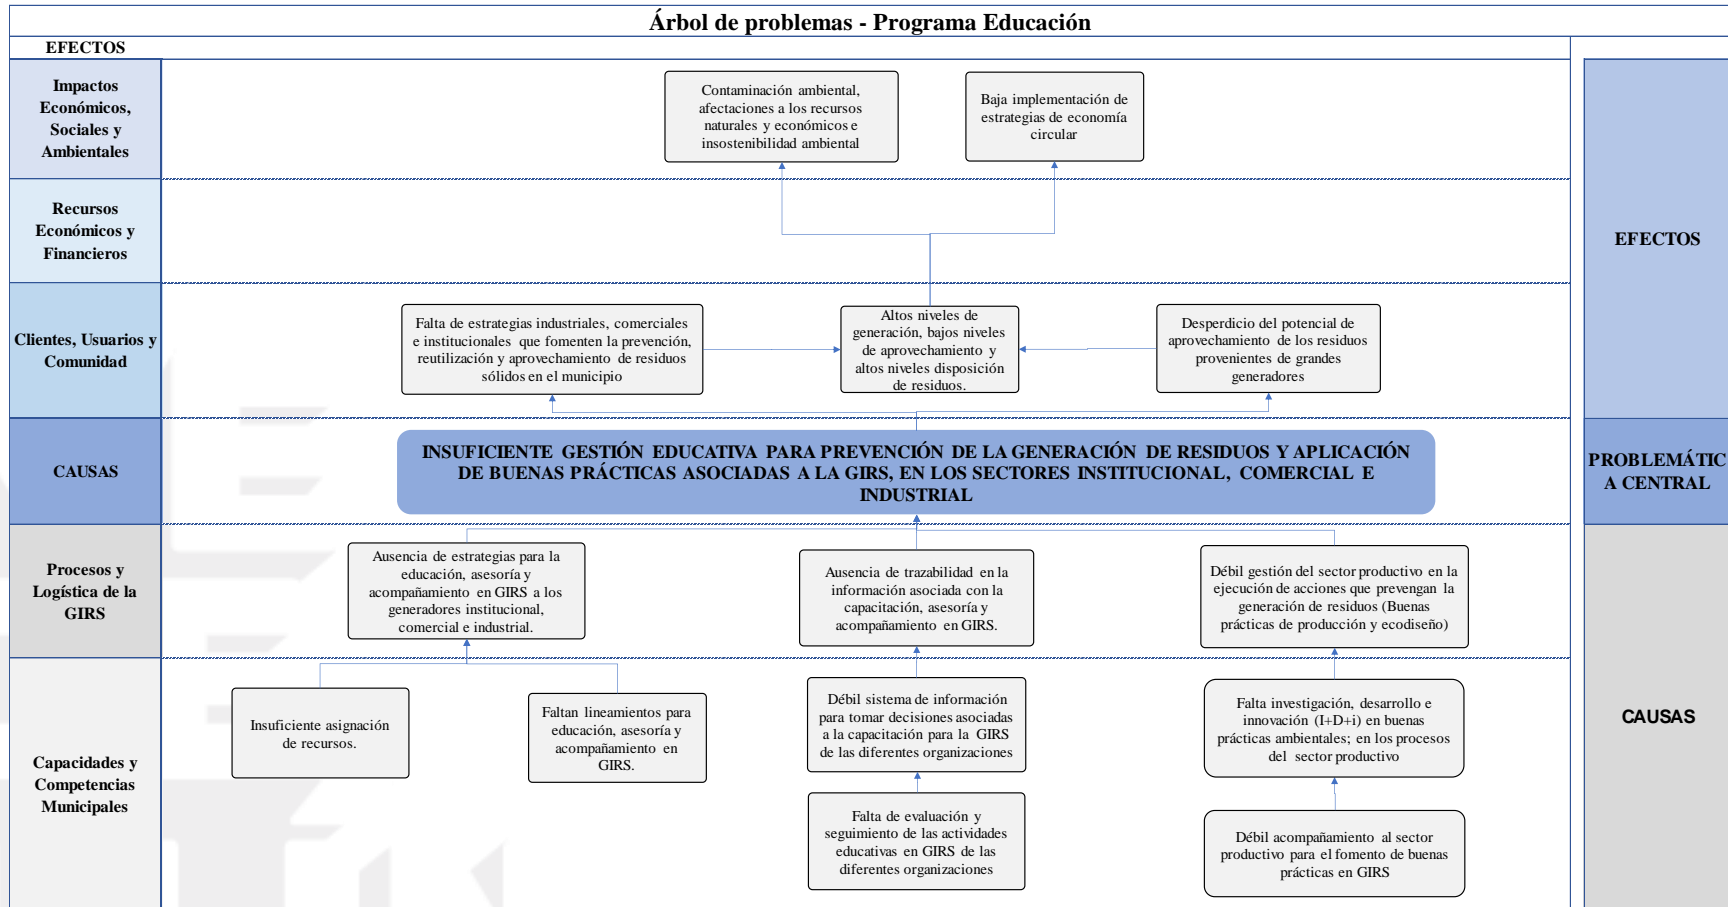 Árbol de problemas - Programa Educación
EFECTOS
Impactos
Económicos,
Sociales y
Ambientales
Contaminación ambiental,
afectaciones a los recursos
naturales y económicos e
insostenibilidad ambiental
Baja implementación de
estrategias de economía
circular
Recursos
Económicos y
Financieros
EFECTOS
Clientes, Usuarios y
Comunidad
Falta de estrategias industriales, comerciales
e institucionales que fomenten la prevención,
reutilización y aprovechamiento de residuos
sólidos en el municipio
Altos niveles de
generación, bajos niveles
de aprovechamiento y
altos niveles disposición
de residuos.
Desperdicio del potencial de
aprovechamiento de los residuos
provenientes de grandes
generadores
CAUSAS
INSUFICIENTE GESTIÓN EDUCATIVA PARA PREVENCIÓN DE LA GENERACIÓN DE RESIDUOS Y APLICACIÓN
DE BUENAS PRÁCTICAS ASOCIADAS A LA GIRS, EN LOS SECTORES INSTITUCIONAL, COMERCIAL E
INDUSTRIAL
PROBLEMÁTIC
A CENTRAL
Procesos y
Logística de la
GIRS
Ausencia de estrategias para la
educación, asesoría y
acompañamiento en GIRS a los
generadores institucional,
comercial e industrial.
Ausencia de trazabilidad en la
información asociada con la
capacitación, asesoría y
acompañamiento en GIRS.
Débil gestión del sector productivo en la
ejecución de acciones que prevengan la
generación de residuos (Buenas
prácticas de producción y ecodiseño)
Capacidades y
Competencias
Municipales
Insuficiente asignación
de recursos.
Faltan lineamientos para
educación, asesoría y
acompañamiento en
GIRS.
Débil sistema de información
para tomar decisiones asociadas
a la capacitación para la GIRS
de las diferentes organizaciones
Falta investigación, desarrollo e
innovación (I+D+i) en buenas
prácticas ambientales; en los procesos
del sector productivo
CAUSAS
Falta de evaluación y
seguimiento de las actividades
educativas en GIRS de las
diferentes organizaciones
Débil acompañamiento al sector
productivo para el fomento de buenas
prácticas en GIRS